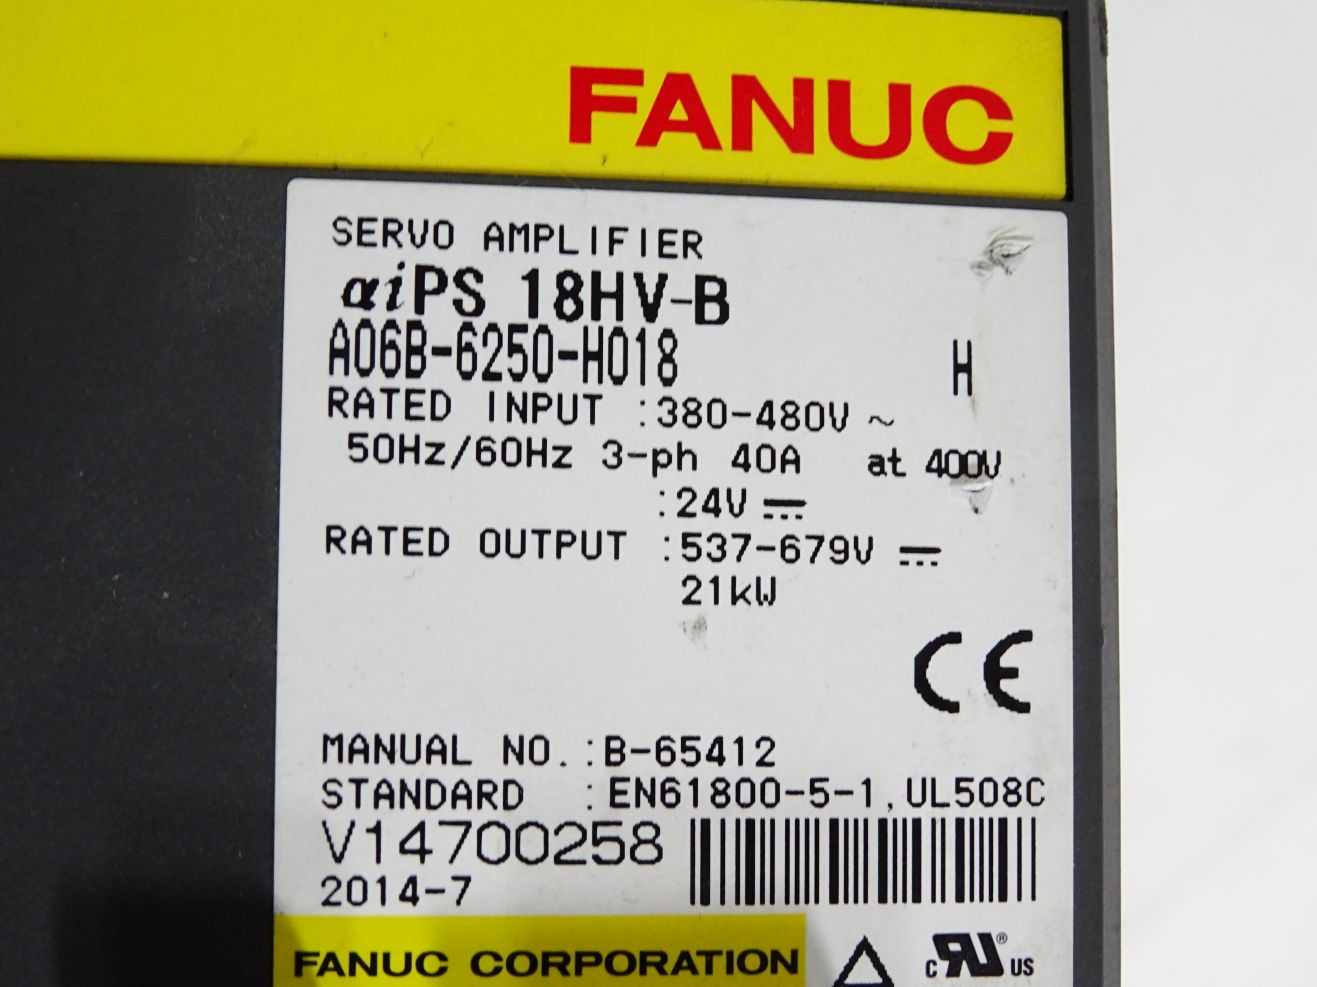 FANUC
SERVO AMPLIFIER
αiPS 18HV-B
A06B-6250-H018 H
RATED INPUT :380-480V ~
50Hz/60Hz 3-ph 40A at 400V
:24V ⎓
RATED OUTPUT :537-679V ⎓
21kW
CE
MANUAL NO.:B-65412
STANDARD :EN61800-5-1,UL508C
V14700258
2014-7
FANUC CORPORATION
c RU® US